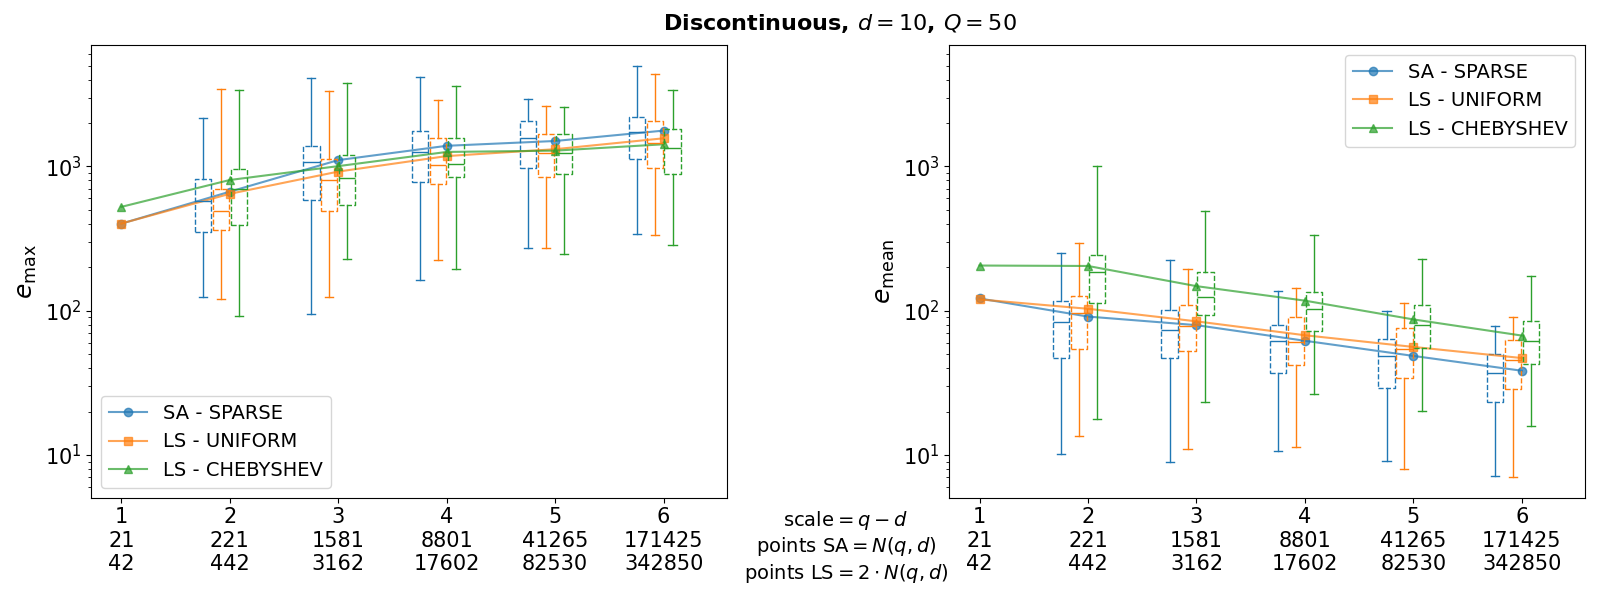 Discontinuous, d = 10, Q = 50
e_max
10³
10²
10¹
SA - SPARSE
LS - UNIFORM
LS - CHEBYSHEV
1 2 3 4 5 6
21 221 1581 8801 41265 171425
42 442 3162 17602 82530 342850
scale = q − d
points SA = N(q, d)
points LS = 2 · N(q, d)
e_mean
10³
10²
10¹
SA - SPARSE
LS - UNIFORM
LS - CHEBYSHEV
1 2 3 4 5 6
21 221 1581 8801 41265 171425
42 442 3162 17602 82530 342850